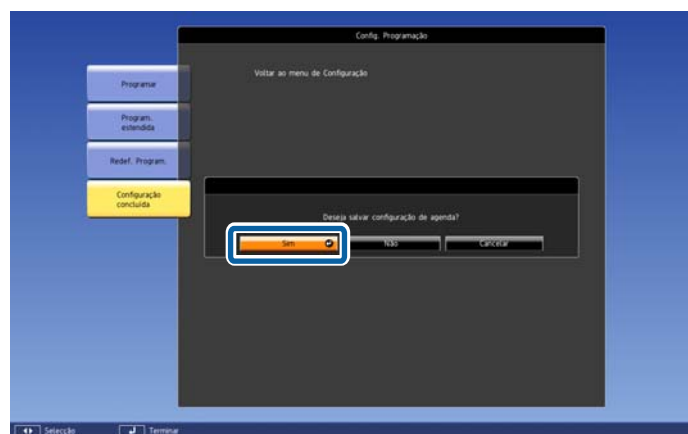 Config. Programação
Voltar ao menu de Configuração
Programar
Program.
estendida
Redef. Program.
Configuração
concluída
Deseja salvar configuração de agenda?
Sim
Não
Cancelar
Selecção
Terminar